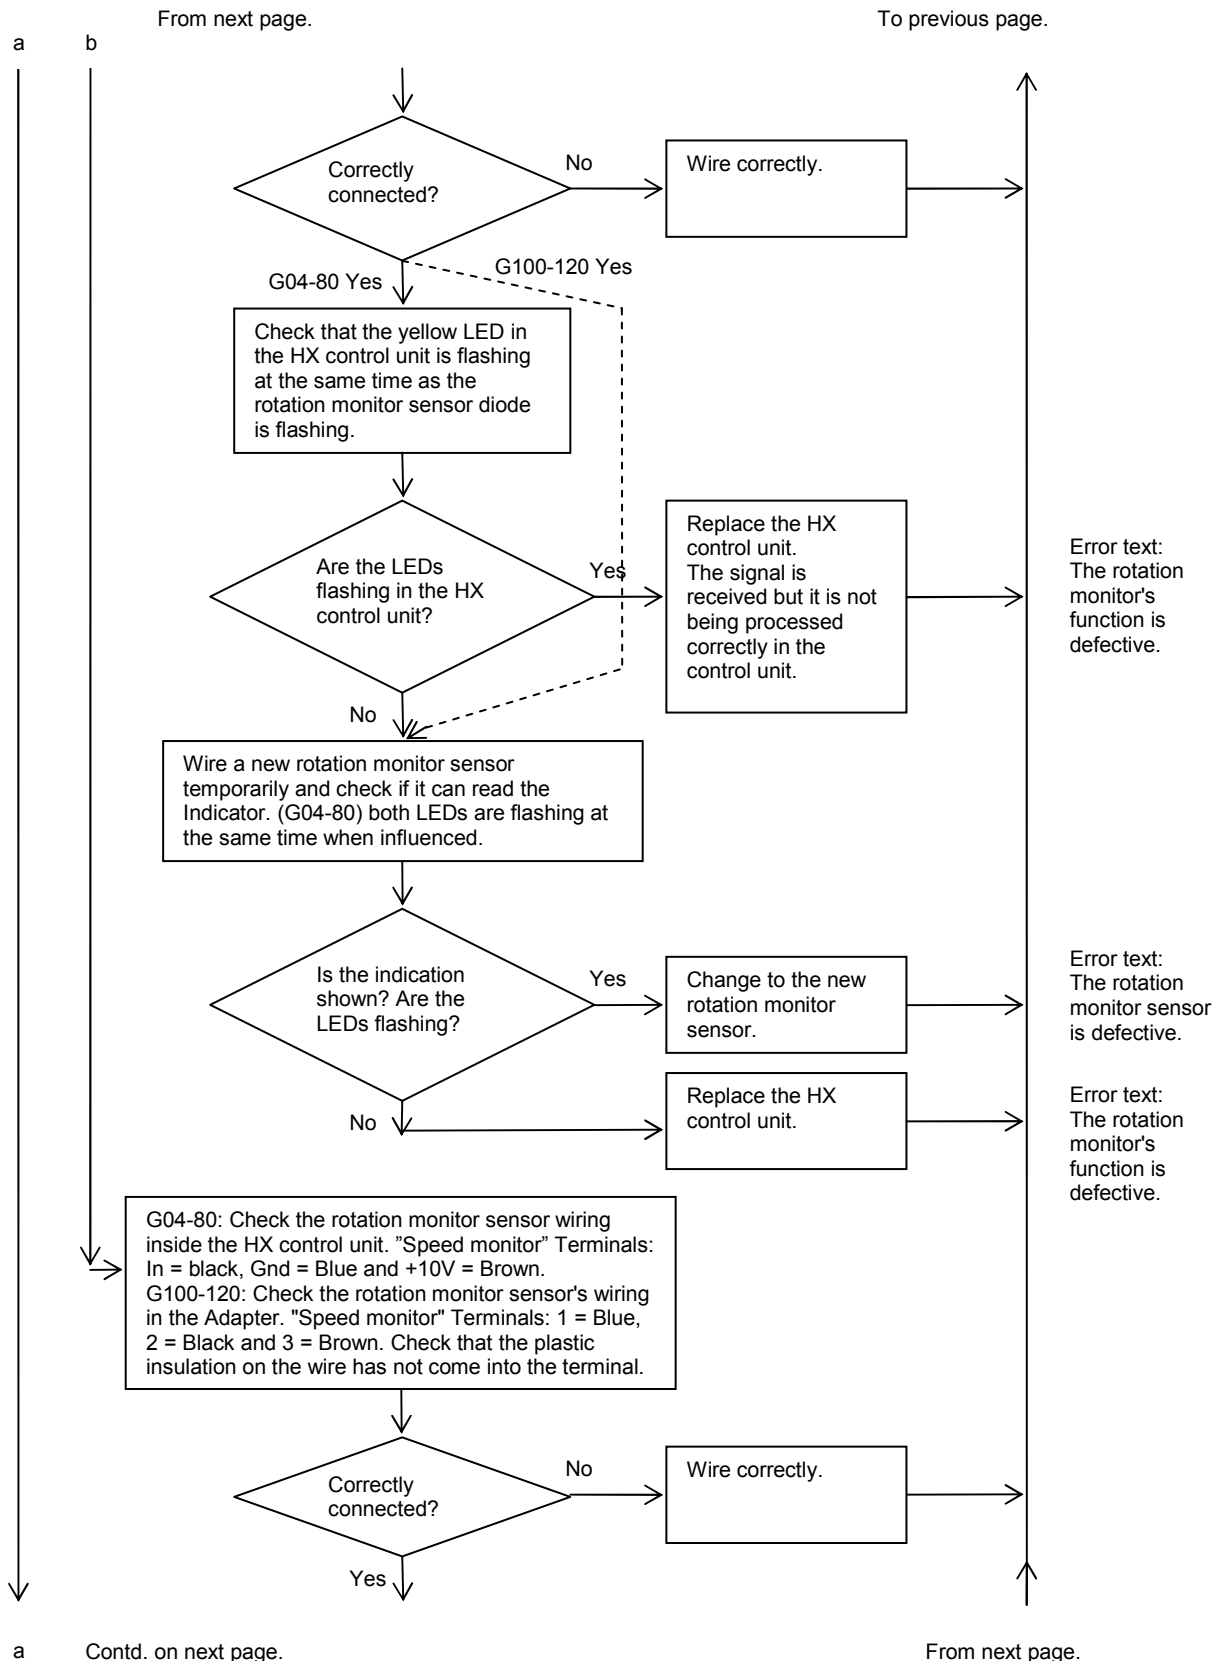 From next page.
To previous page.
a
b
Correctly
connected?
No
Wire correctly.
G04-80 Yes
G100-120 Yes
Check that the yellow LED in
the HX control unit is flashing
at the same time as the
rotation monitor sensor diode
is flashing.
Are the LEDs
flashing in the HX
control unit?
Yes
Replace the HX
control unit.
The signal is
received but it is not
being processed
correctly in the
control unit.
Error text:
The rotation
monitor's
function is
defective.
No
Wire a new rotation monitor sensor
temporarily and check if it can read the
Indicator. (G04-80) both LEDs are flashing at
the same time when influenced.
Is the indication
shown? Are the
LEDs flashing?
Yes
Change to the new
rotation monitor
sensor.
Error text:
The rotation
monitor sensor
is defective.
No
Replace the HX
control unit.
Error text:
The rotation
monitor's
function is
defective.
G04-80: Check the rotation monitor sensor wiring
inside the HX control unit. ”Speed monitor” Terminals:
In = black, Gnd = Blue and +10V = Brown.
G100-120: Check the rotation monitor sensor's wiring
in the Adapter. "Speed monitor" Terminals: 1 = Blue,
2 = Black and 3 = Brown. Check that the plastic
insulation on the wire has not come into the terminal.
Correctly
connected?
No
Wire correctly.
Yes
a
Contd. on next page.
From next page.